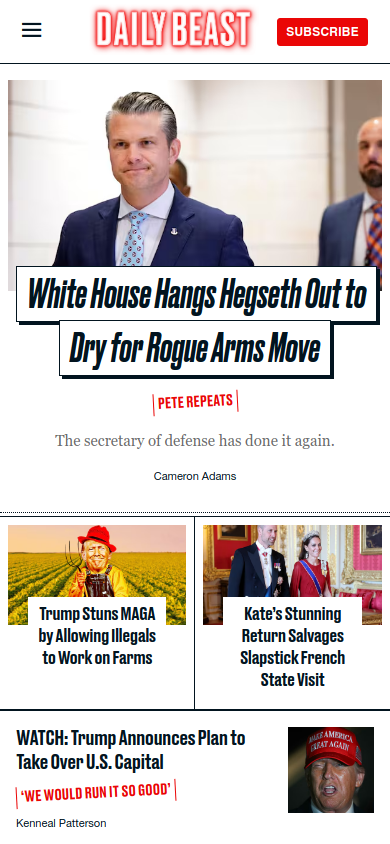 DAILY BEAST
SUBSCRIBE
White House Hangs Hegseth Out to
Dry for Rogue Arms Move
PETE REPEATS
The secretary of defense has done it again.
Cameron Adams
Trump Stuns MAGA
by Allowing Illegals
to Work on Farms
Kate's Stunning
Return Salvages
Slapstick French
State Visit
WATCH: Trump Announces Plan to
Take Over U.S. Capital
‘WE WOULD RUN IT SO GOOD’
Kenneal Patterson
MAKE AMERICA
GREAT AGAIN